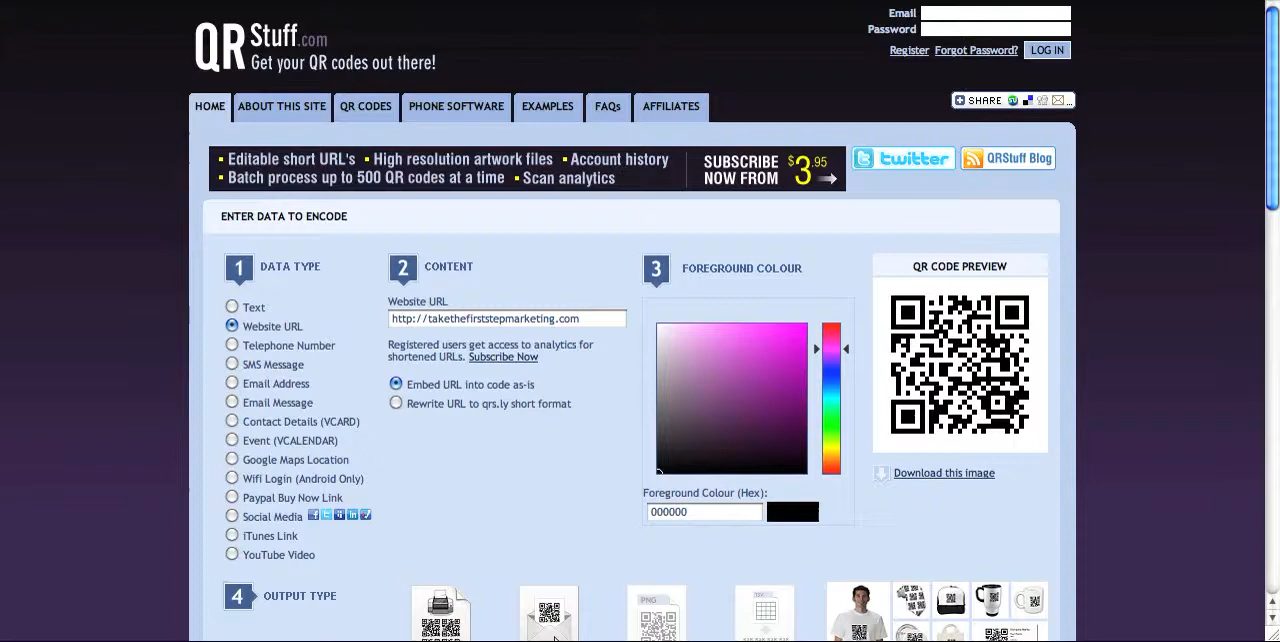 Email
Password
Register Forgot Password? LOG IN
QR Stuff.com
Get your QR codes out there!
HOME ABOUT THIS SITE QR CODES PHONE SOFTWARE EXAMPLES FAQs AFFILIATES
SHARE ...
Editable short URL's High resolution artwork files Account history
Batch process up to 500 QR codes at a time Scan analytics
SUBSCRIBE
NOW FROM $3.95
twitter
QRStuff Blog
ENTER DATA TO ENCODE
1 DATA TYPE
Text
Website URL
Telephone Number
SMS Message
Email Address
Email Message
Contact Details (VCARD)
Event (VCALENDAR)
Google Maps Location
Wifi Login (Android Only)
Paypal Buy Now Link
Social Media
iTunes Link
YouTube Video
2 CONTENT
Website URL
http://takethefirststepmarketing.com
Registered users get access to analytics for
shortened URLs. Subscribe Now
Embed URL into code as-is
Rewrite URL to qrs.ly short format
3 FOREGROUND COLOUR
Foreground Colour (Hex):
000000
QR CODE PREVIEW
Download this image
4 OUTPUT TYPE
PNG